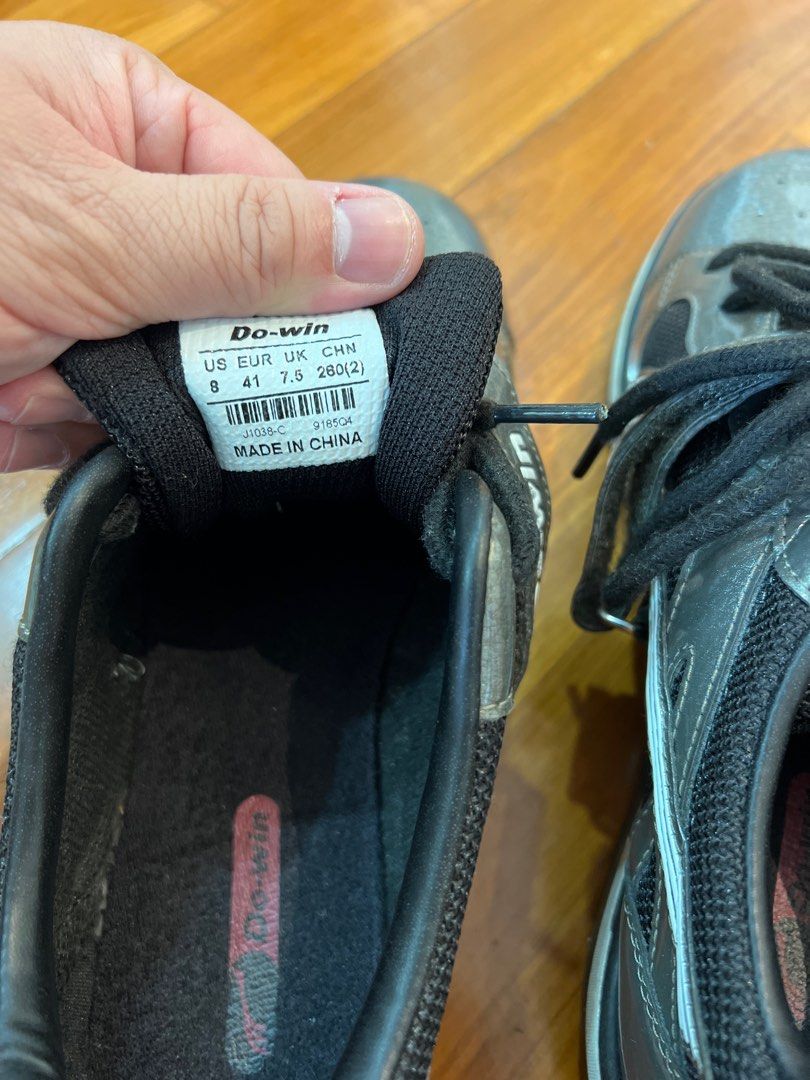 Do-win
US EUR UK CHN
8 41 7.5 260(2)
J1038-C 9185Q4
MADE IN CHINA
Do-win